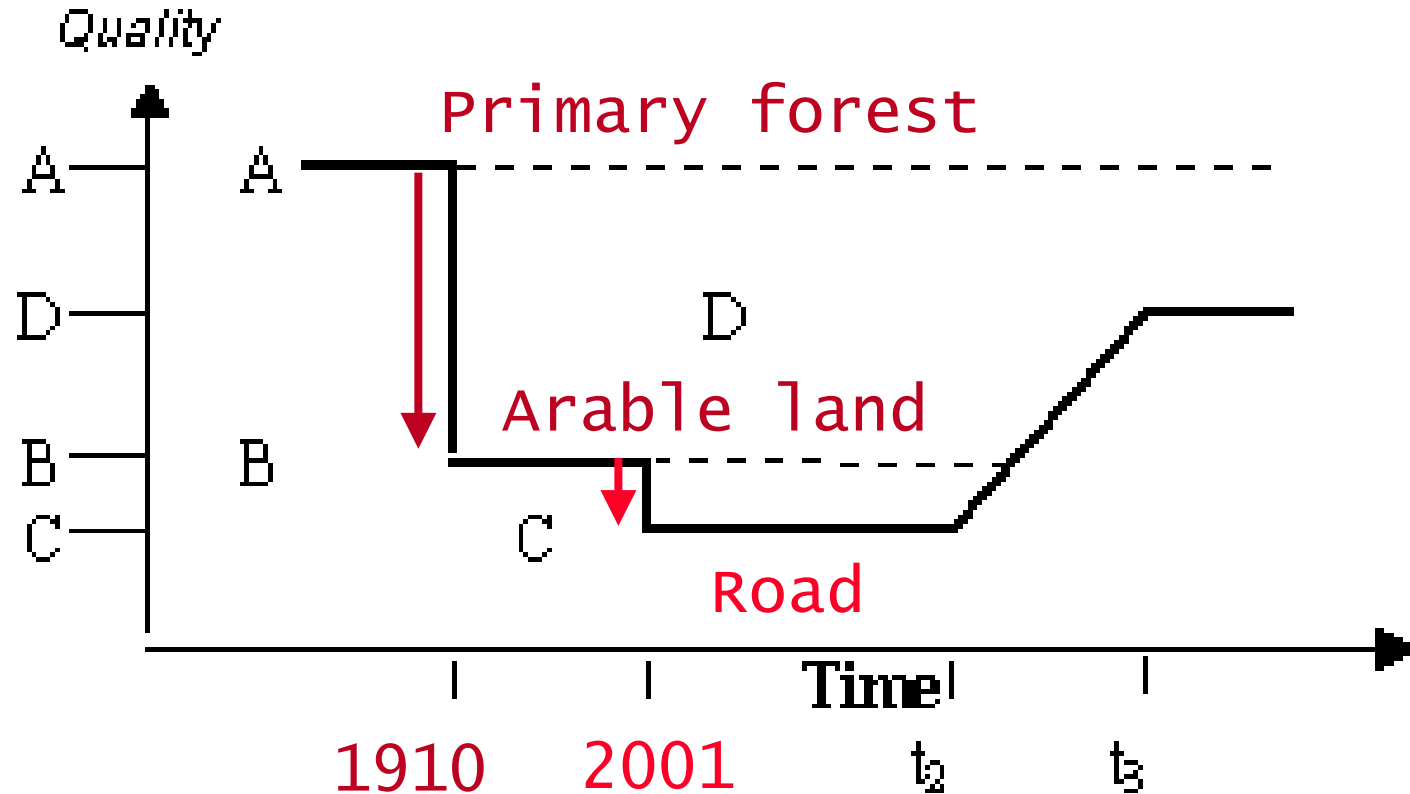 Quality
Primary forest
A A
D D
Arable land
B B
C C
Road
Time
1910 2001 t2 t3